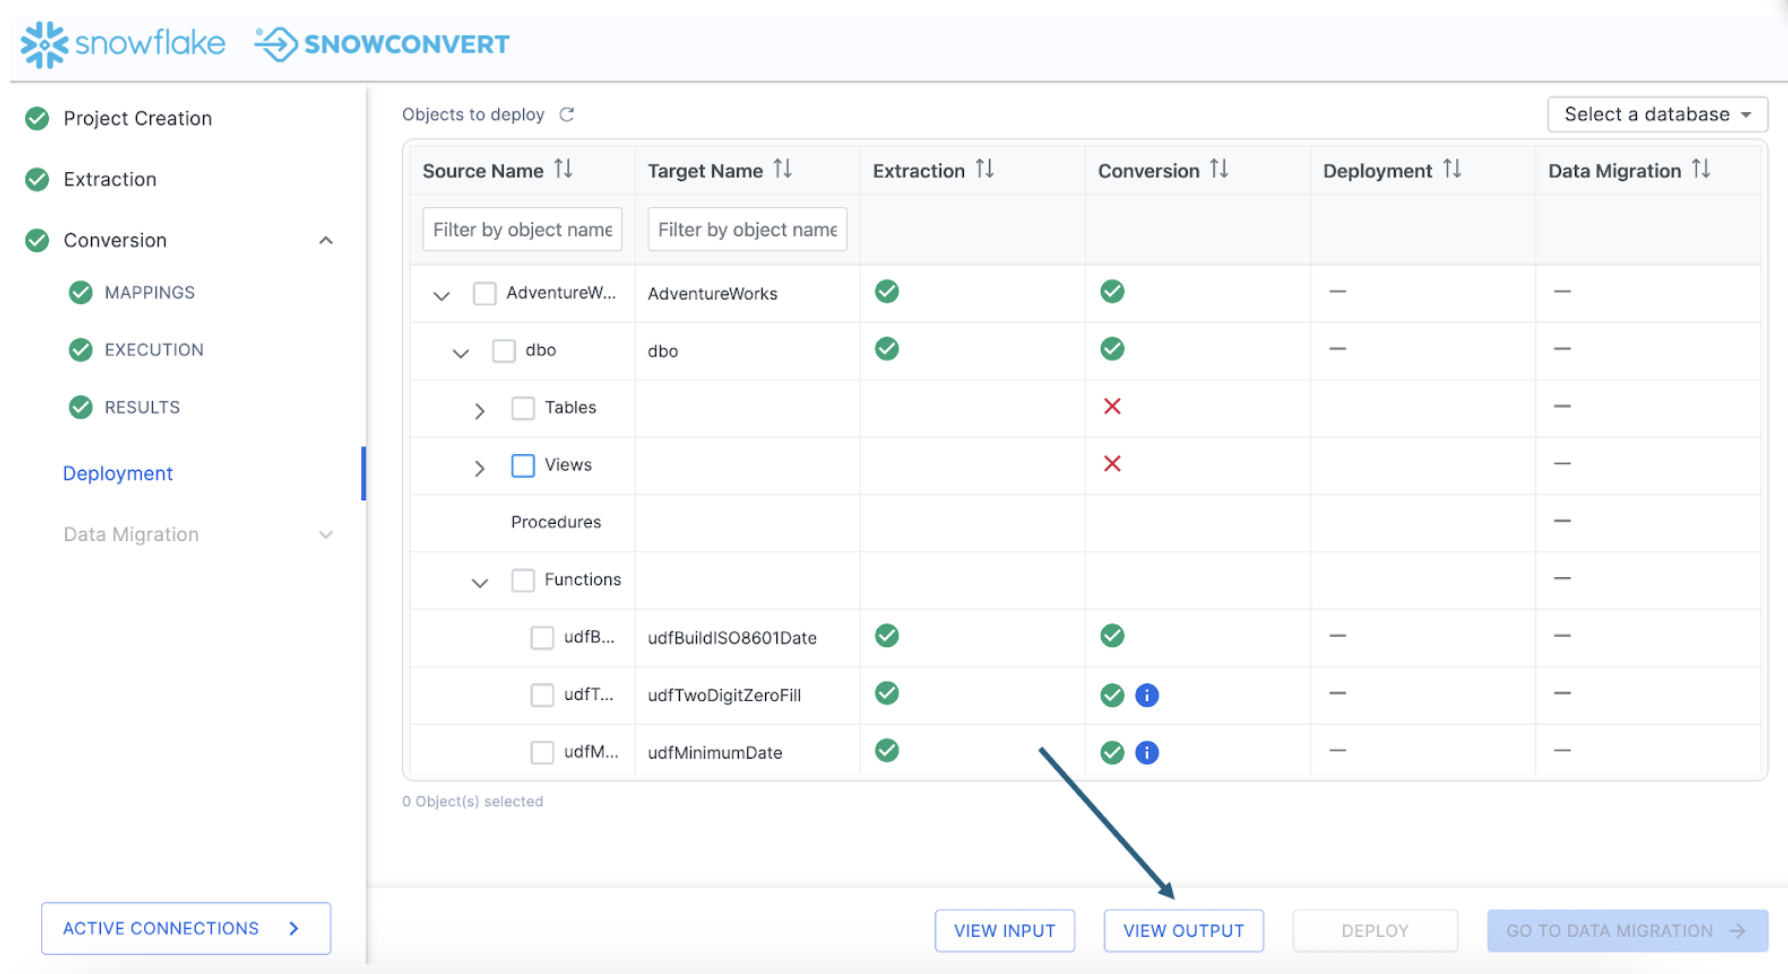 snowflake SNOWCONVERT
Project Creation
Extraction
Conversion
MAPPINGS
EXECUTION
RESULTS
Deployment
Data Migration
ACTIVE CONNECTIONS
Objects to deploy
Select a database
Source Name Target Name Extraction Conversion Deployment Data Migration
Filter by object name Filter by object name
AdventureW... AdventureWorks
dbo dbo
Tables
Views
Procedures
Functions
udfB... udfBuildISO8601Date
udfT... udfTwoDigitZeroFill
udfM... udfMinimumDate
0 Object(s) selected
VIEW INPUT VIEW OUTPUT DEPLOY GO TO DATA MIGRATION